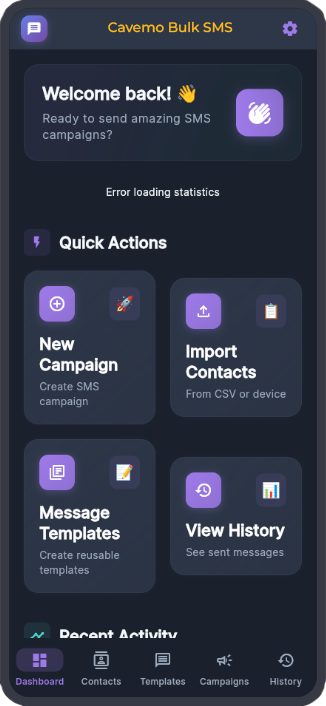 Cavemo Bulk SMS
Welcome back! 👋
Ready to send amazing SMS
campaigns?
Error loading statistics
Quick Actions
New
Campaign
Create SMS
campaign
Import
Contacts
From CSV or device
Message
Templates
Create reusable
templates
View History
See sent messages
Recent Activity
Dashboard
Contacts
Templates
Campaigns
History